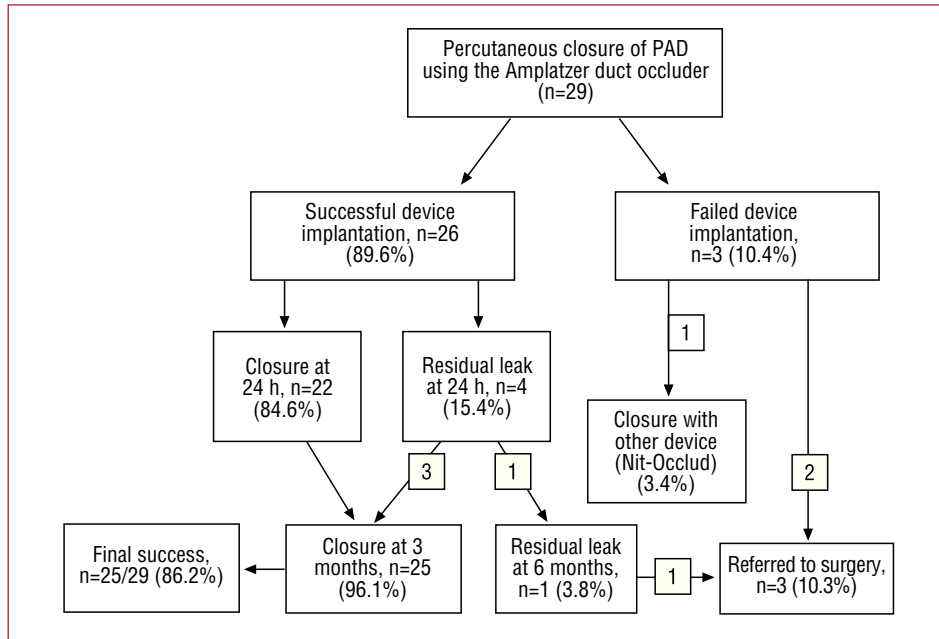 Percutaneous closure of PAD
using the Amplatzer duct occluder
(n=29)
Successful device
implantation, n=26
(89.6%)
Failed device
implantation,
n=3 (10.4%)
1
Closure at
24 h, n=22
(84.6%)
Residual leak
at 24 h, n=4
(15.4%)
Closure with
other device
(Nit-Occlud)
(3.4%)
3
1
2
Final success,
n=25/29 (86.2%)
Closure at 3
months, n=25
(96.1%)
Residual leak
at 6 months,
n=1 (3.8%)
1
Referred to surgery,
n=3 (10.3%)